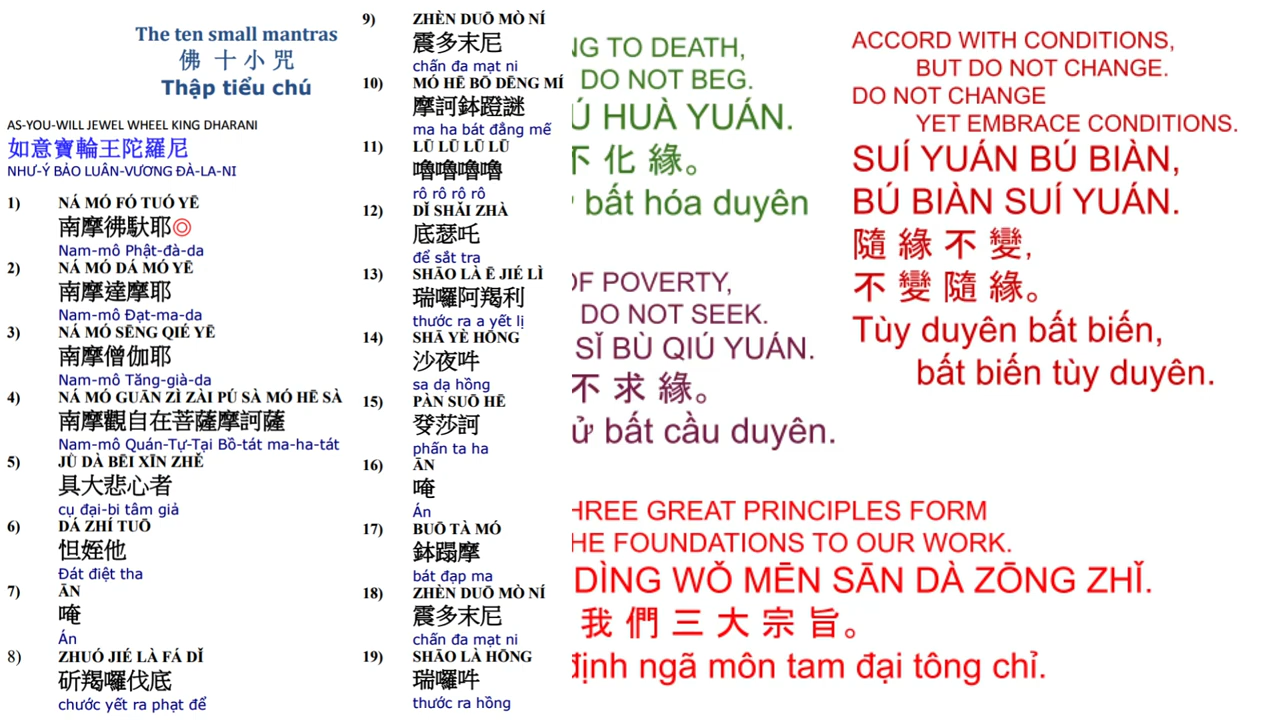 The ten small mantras
佛 十 小 咒
Thập tiểu chú
AS-YOU-WILL JEWEL WHEEL KING DHARANI
如意寶輪王陀羅尼
NHƯ-Ý BẢO LUÂN-VƯƠNG ĐÀ-LA-NI
1) NÁ MÓ FÓ TUÓ YĒ
南摩彿馱耶◎
Nam-mô Phật-đà-da
2) NÁ MÓ DÁ MÓ YĒ
南摩達摩耶
Nam-mô Đạt-ma-da
3) NÁ MÓ SĒNG QIÉ YĒ
南摩僧伽耶
Nam-mô Tăng-già-da
4) NÁ MÓ GUĀN ZÌ ZÀI PÚ SÀ MÓ HĒ SÀ
南摩觀自在菩薩摩訶薩
Nam-mô Quán-Tự-Tại Bồ-tát ma-ha-tát
5) JÙ DÀ BĒI XĪN ZHĚ
具大悲心者
cụ đại-bi tâm giả
6) DÁ ZHÍ TUŌ
怛姪他
Đát điệt tha
7) ĀN
唵
Án
8) ZHUÓ JIÉ LÀ FÁ DǏ
斫羯囉伐底
chước yết ra phạt để
9) ZHÈN DUŌ MÒ NÍ
震多末尼
chấn đa mạt ni
10) MÓ HĒ BŌ DĒNG MÍ
摩訶鉢蹬謎
ma ha bát đẳng mế
11) LŪ LŪ LŪ LŪ
嚕嚕嚕嚕
rô rô rô rô
12) DǏ SHǍI ZHÀ
底瑟吒
để sắt tra
13) SHĀO LÀ Ē JIÉ LÌ
瑞囉阿羯利
thước ra a yết lị
14) SHĀ YÈ HŌNG
沙夜吽
sa dạ hồng
15) PÀN SUŌ HĒ
癹莎訶
phấn ta ha
16) ĀN
唵
Án
17) BUŌ TÀ MÓ
鉢蹋摩
bát đạp ma
18) ZHÈN DUŌ MÒ NÍ
震多末尼
chấn đa mạt ni
19) SHĀO LÀ HŌNG
瑞囉吽
thước ra hồng
NG TO DEATH,
DO NOT BEG.
Ú HUÀ YUÁN.
不 化 緣。
bất hóa duyên
OF POVERTY,
DO NOT SEEK.
SǏ BÙ QIÚ YUÁN.
不 求 緣。
ử bất cầu duyên.
ACCORD WITH CONDITIONS,
BUT DO NOT CHANGE.
DO NOT CHANGE
YET EMBRACE CONDITIONS.
SUÍ YUÁN BÚ BIÀN,
BÚ BIÀN SUÍ YUÁN.
隨 緣 不 變,
不 變 隨 緣。
Tùy duyên bất biến,
bất biến tùy duyên.
HREE GREAT PRINCIPLES FORM
HE FOUNDATIONS TO OUR WORK.
DÌNG WǑ MĒN SĀN DÀ ZŌNG ZHǏ.
我 們 三 大 宗 旨。
định ngã môn tam đại tông chỉ.